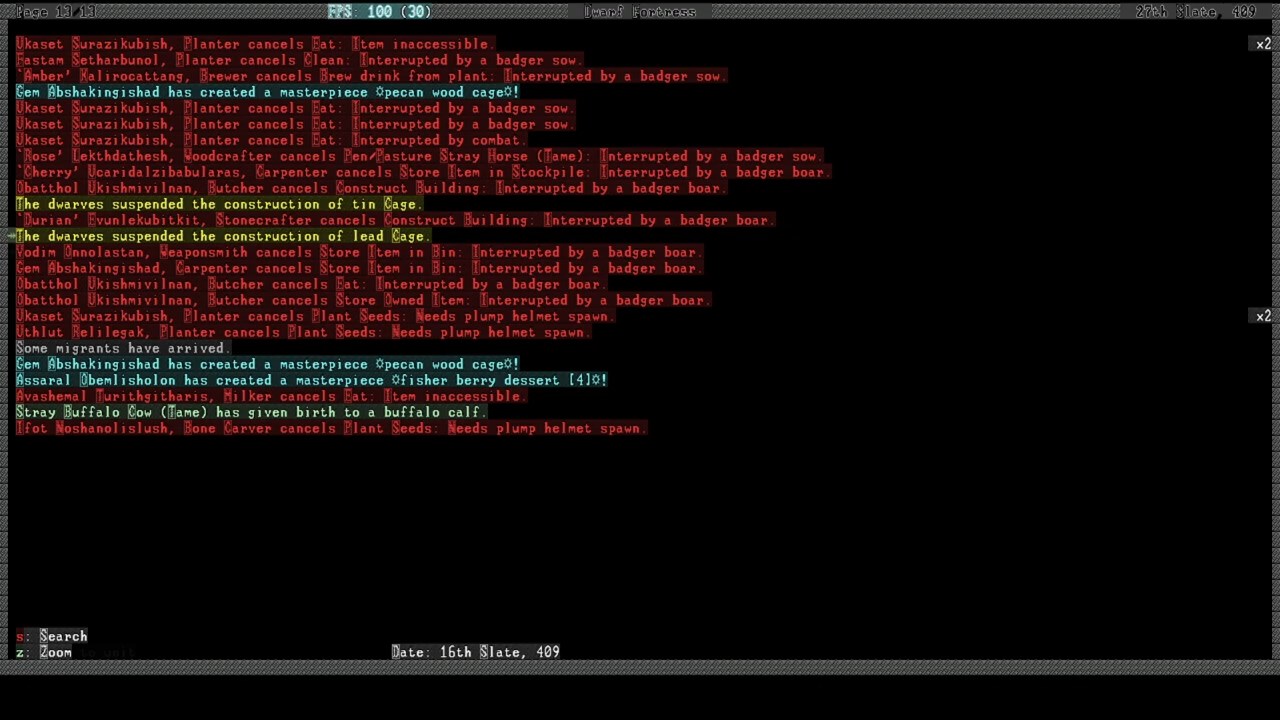 Page 13/13 FPS: 100 (30) Dwarf Fortress 27th Slate, 409
Ukaset Surazikubish, Planter cancels Eat: Item inaccessible. x2
Hastam Setharbunol, Planter cancels Clean: Interrupted by a badger sow.
`Amber' Kalirocattang, Brewer cancels Brew drink from plant: Interrupted by a badger sow.
Gem Abshakingishad has created a masterpiece ☼pecan wood cage☼!
Ukaset Surazikubish, Planter cancels Eat: Interrupted by a badger sow.
Ukaset Surazikubish, Planter cancels Eat: Interrupted by a badger sow.
Ukaset Surazikubish, Planter cancels Eat: Interrupted by combat.
`Rose' Lekthdathesh, Woodcrafter cancels Pen/Pasture Stray Horse (Tame): Interrupted by a badger sow.
`Cherry' Ucaridalzibabularas, Carpenter cancels Store Item in Stockpile: Interrupted by a badger boar.
Obatthol Ukishmivilnan, Butcher cancels Construct Building: Interrupted by a badger boar.
The dwarves suspended the construction of tin Cage.
`Durian' Evunlekubitkit, Stonecrafter cancels Construct Building: Interrupted by a badger boar.
The dwarves suspended the construction of lead Cage.
Vodim Onnolastan, Weaponsmith cancels Store Item in Bin: Interrupted by a badger boar.
Gem Abshakingishad, Carpenter cancels Store Item in Bin: Interrupted by a badger boar.
Obatthol Ukishmivilnan, Butcher cancels Eat: Interrupted by a badger boar.
Obatthol Ukishmivilnan, Butcher cancels Store Owned Item: Interrupted by a badger boar.
Ukaset Surazikubish, Planter cancels Plant Seeds: Needs plump helmet spawn. x2
Uthlut Relilegak, Planter cancels Plant Seeds: Needs plump helmet spawn.
Some migrants have arrived.
Gem Abshakingishad has created a masterpiece ☼pecan wood cage☼!
Assaral Obemlisholon has created a masterpiece ☼fisher berry dessert [4]☼!
Avashemal Turithgitharis, Milker cancels Eat: Item inaccessible.
Stray Buffalo Cow (Tame) has given birth to a buffalo calf.
Ifot Noshanolislush, Bone Carver cancels Plant Seeds: Needs plump helmet spawn.
s: Search
z: Zoom to unit Date: 16th Slate, 409